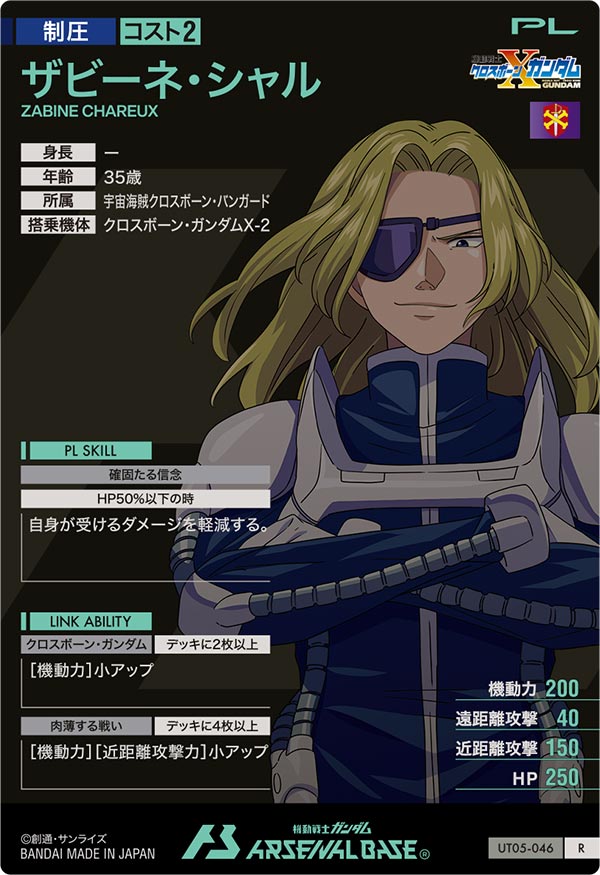 制圧 コスト2 PL
ザビーネ・シャル
ZABINE CHAREUX
機動戦士
クロスボーンXガンダム
GUNDAM
身長 ー
年齢 35歳
所属 宇宙海賊クロスボーン・バンガード
搭乗機体 クロスボーン・ガンダムX-2
PL SKILL
確固たる信念
HP50%以下の時
自身が受けるダメージを軽減する。
LINK ABILITY
クロスボーン・ガンダム デッキに2枚以上
[機動力]小アップ
肉薄する戦い デッキに4枚以上
[機動力][近距離攻撃力]小アップ
機動力 200
遠距離攻撃 40
近距離攻撃 150
HP 250
©創通・サンライズ
BANDAI MADE IN JAPAN
機動戦士ガンダム
ARSENAL BASE®
UT05-046 R